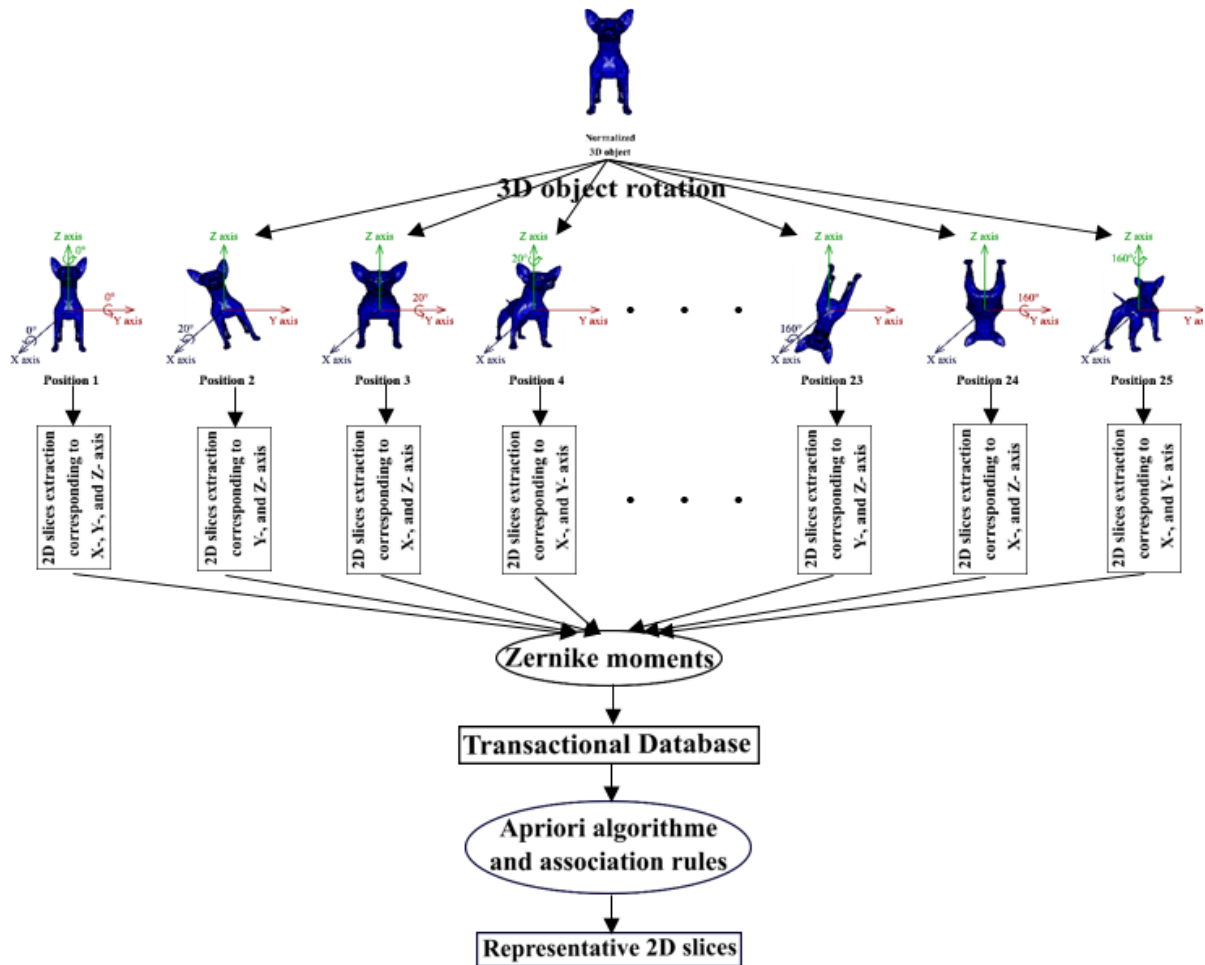 Normalized
3D object
3D object rotation
Z axis
0°
0°
Y axis
0°
X axis
Position 1
Z axis
Y axis
20°
X axis
Position 2
Z axis
20°
Y axis
X axis
Position 3
Z axis
20°
Y axis
X axis
Position 4
Z axis
Y axis
160°
X axis
Position 23
Z axis
160°
Y axis
X axis
Position 24
Z axis
160°
Y axis
X axis
Position 25
2D slices extraction
corresponding to
X-, Y-, and Z- axis
2D slices extraction
corresponding to
Y-, and Z- axis
2D slices extraction
corresponding to
X-, and Z- axis
2D slices extraction
corresponding to
X-, and Y- axis
2D slices extraction
corresponding to
Y-, and Z- axis
2D slices extraction
corresponding to
X-, and Z- axis
2D slices extraction
corresponding to
X-, and Y- axis
Zernike moments
Transactional Database
Apriori algorithme
and association rules
Representative 2D slices